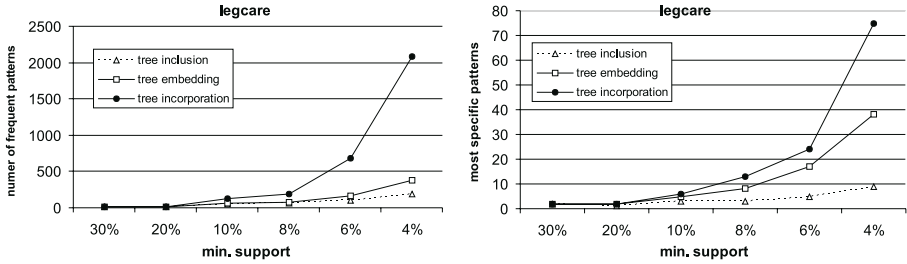 legcare
numer of frequent patterns
2500
2000
1500
1000
500
0
tree inclusion
tree embedding
tree incorporation
30% 20% 10% 8% 6% 4%
min. support
legcare
most specific patterns
80
70
60
50
40
30
20
10
0
tree inclusion
tree embedding
tree incorporation
30% 20% 10% 8% 6% 4%
min. support